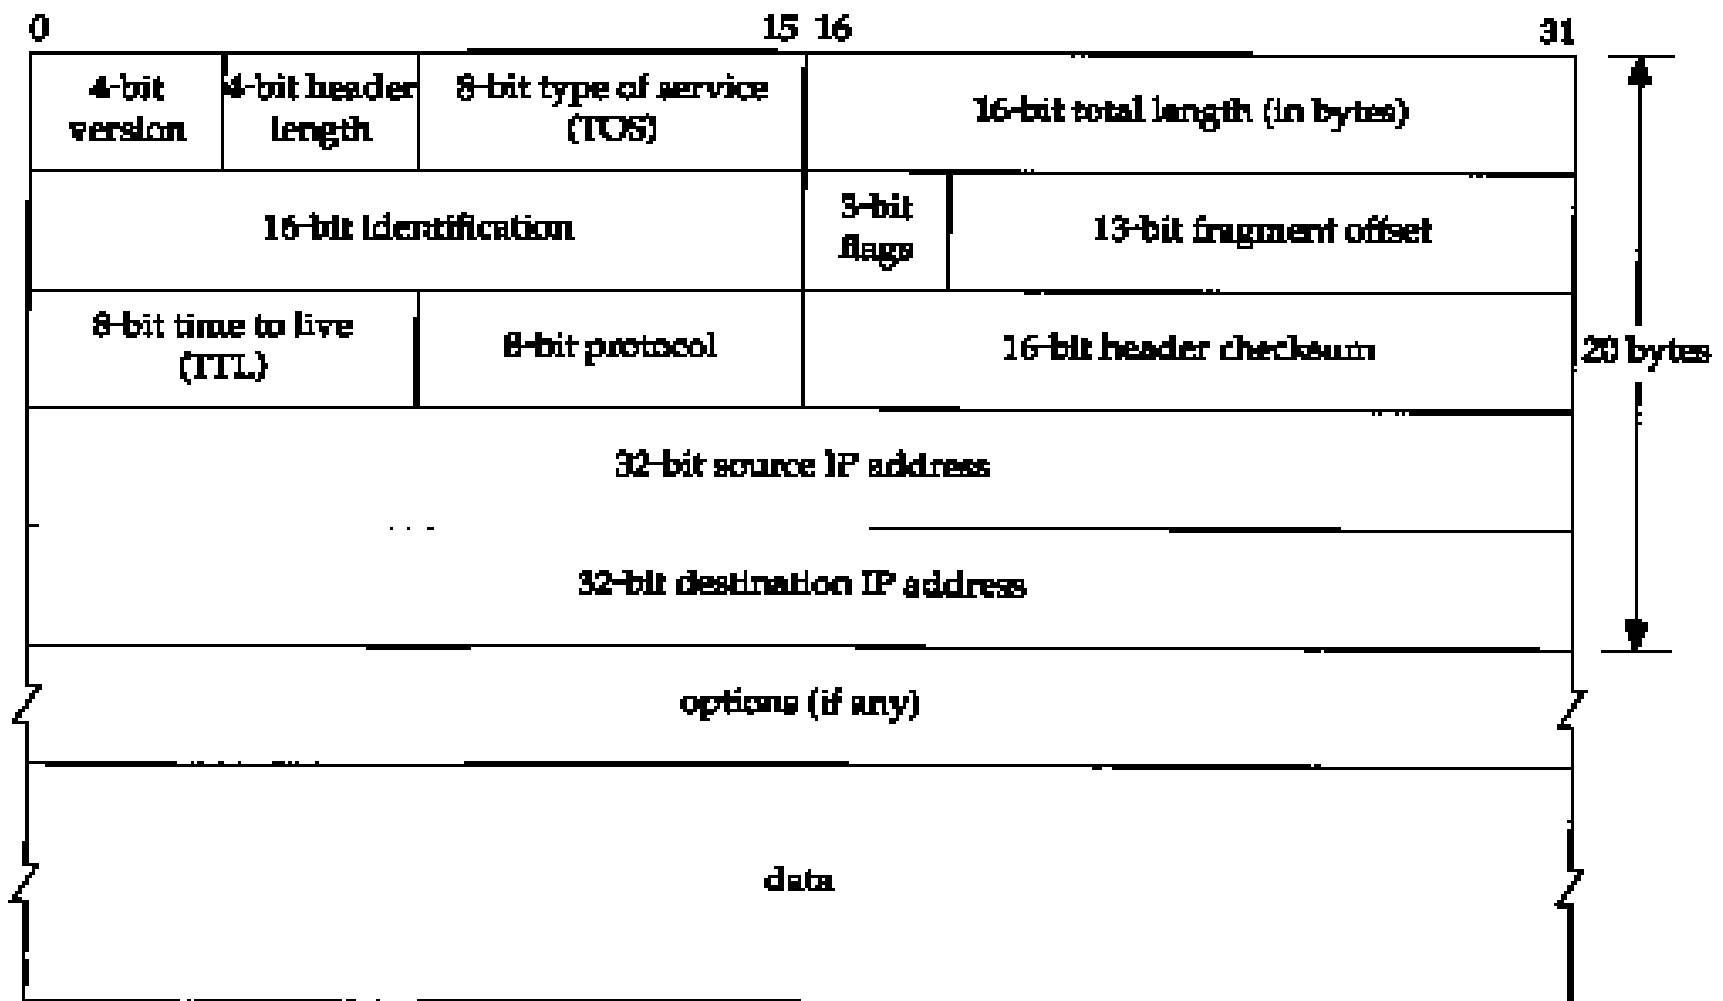 0 15 16 31
4-bit version
4-bit header length
8-bit type of service (TOS)
16-bit total length (in bytes)
16-bit identification
3-bit flags
13-bit fragment offset
8-bit time to live (TTL)
8-bit protocol
16-bit header checksum
20 bytes
32-bit source IP address
32-bit destination IP address
options (if any)
data